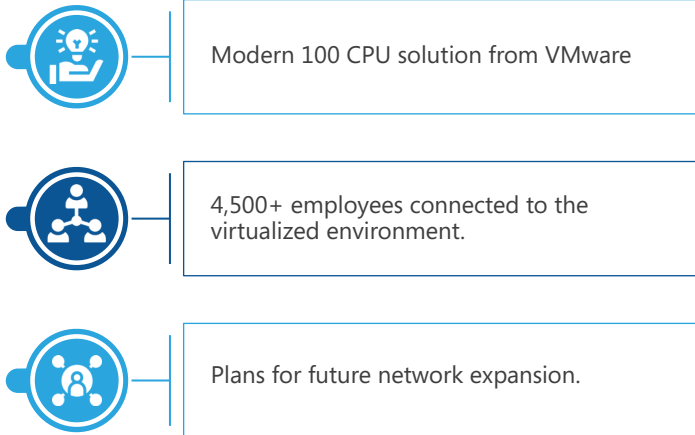 Modern 100 CPU solution from VMware
4,500+ employees connected to the
virtualized environment.
Plans for future network expansion.